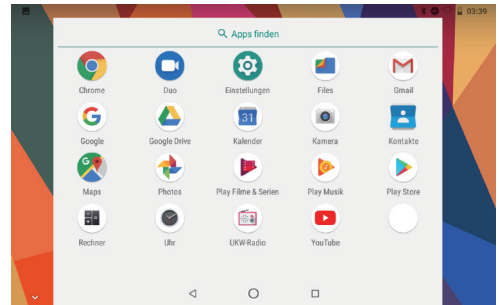 03:39
Apps finden
Chrome Duo Einstellungen Files Gmail
31
Google Google Drive Kalender Kamera Kontakte
G
Maps Photos Play Filme & Serien Play Musik Play Store
Rechner Uhr UKW-Radio YouTube